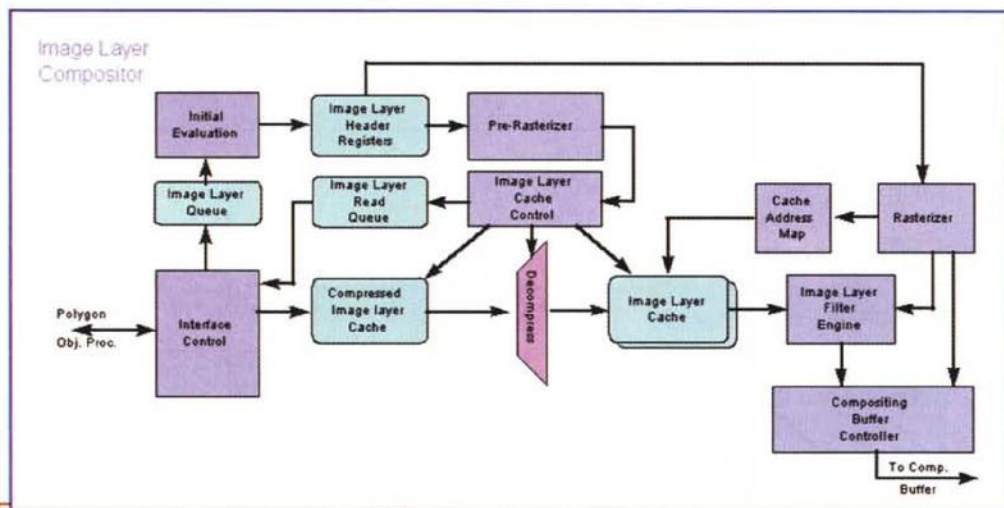 Image Layer
Compositor
Initial
Evaluation
Image Layer
Header
Registers
Pre-Rasterizer
Image Layer
Queue
Image Layer
Read
Queue
Image Layer
Cache
Control
Cache
Address
Map
Rasterizer
Polygon
Obj. Proc.
Interface
Control
Compressed
Image layer
Cache
Decompress
Image Layer
Cache
Image Layer
Filter
Engine
Compositing
Buffer
Controller
To Comp.
Buffer